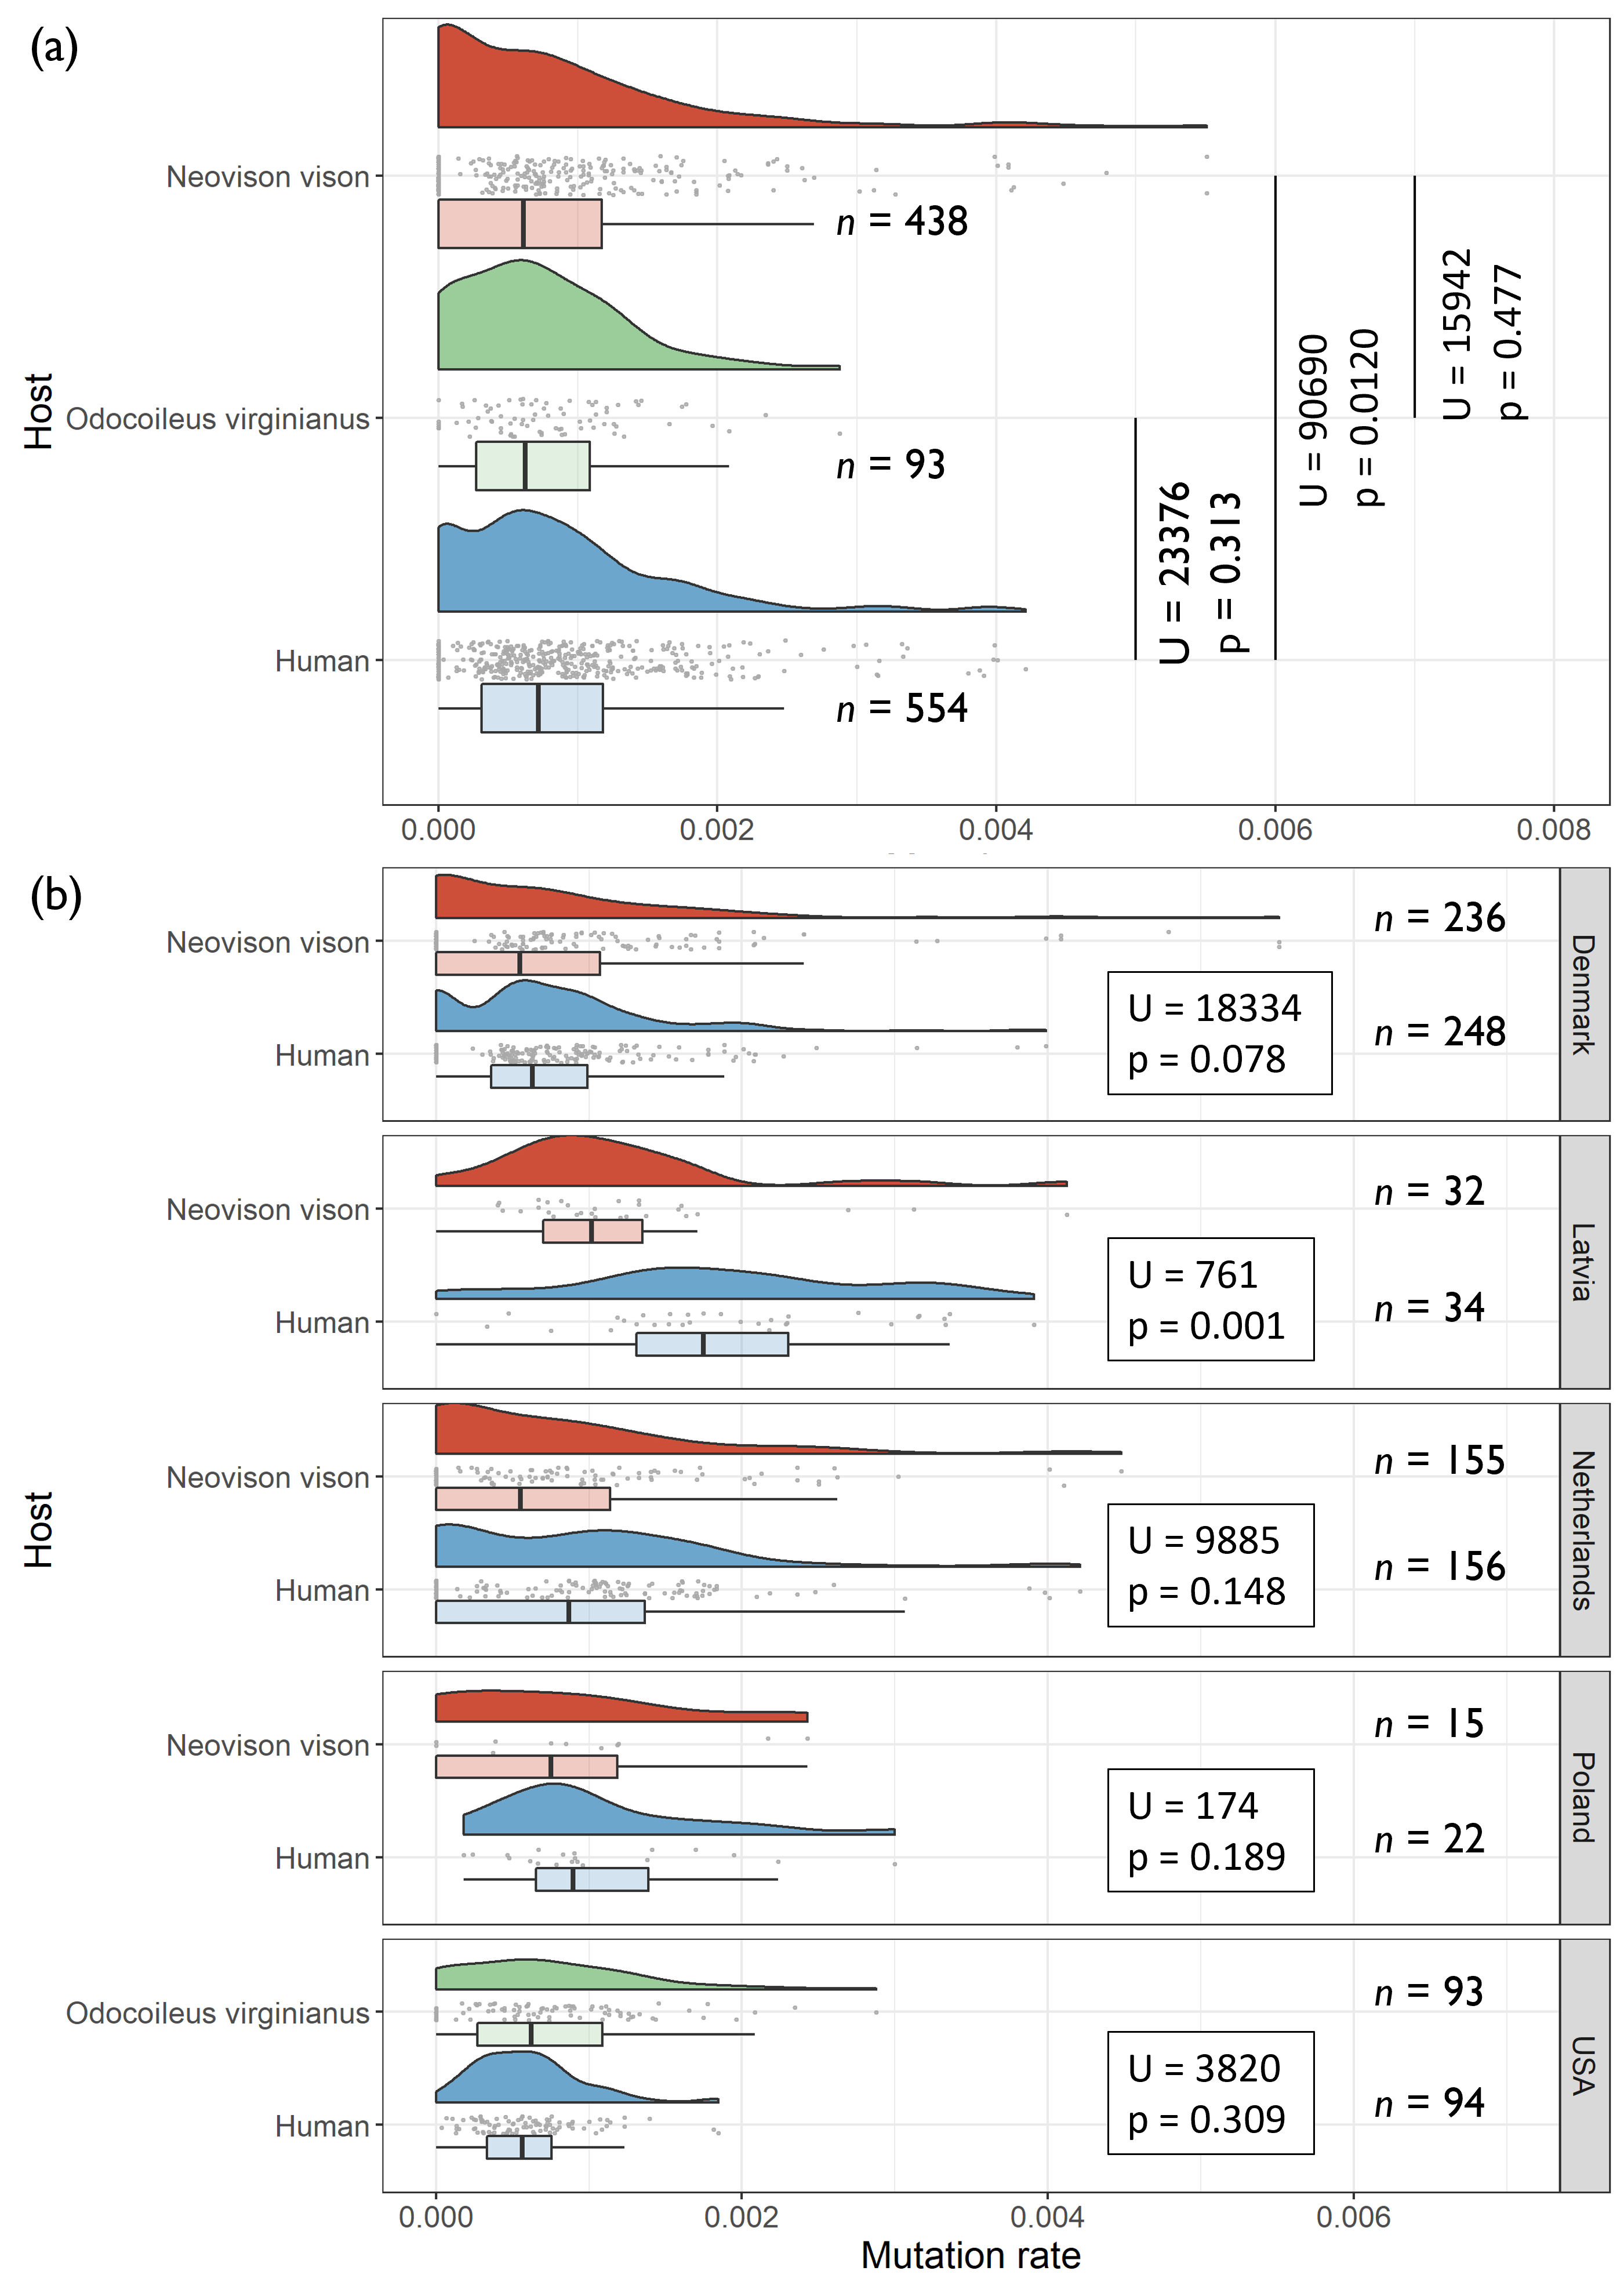 (a)
Neovison vison
n = 438
Odocoileus virginianus
n = 93
Human
n = 554
U = 23376
p = 0.313
U = 90690
p = 0.0120
U = 15942
p = 0.477
Host
0.000 0.002 0.004 0.006 0.008
(b)
Neovison vison
n = 236
Human
n = 248
U = 18334
p = 0.078
Denmark
Neovison vison
n = 32
Human
n = 34
U = 761
p = 0.001
Latvia
Neovison vison
n = 155
Human
n = 156
U = 9885
p = 0.148
Netherlands
Host
Neovison vison
n = 15
Human
n = 22
U = 174
p = 0.189
Poland
Odocoileus virginianus
n = 93
Human
n = 94
U = 3820
p = 0.309
USA
0.000 0.002 0.004 0.006
Mutation rate